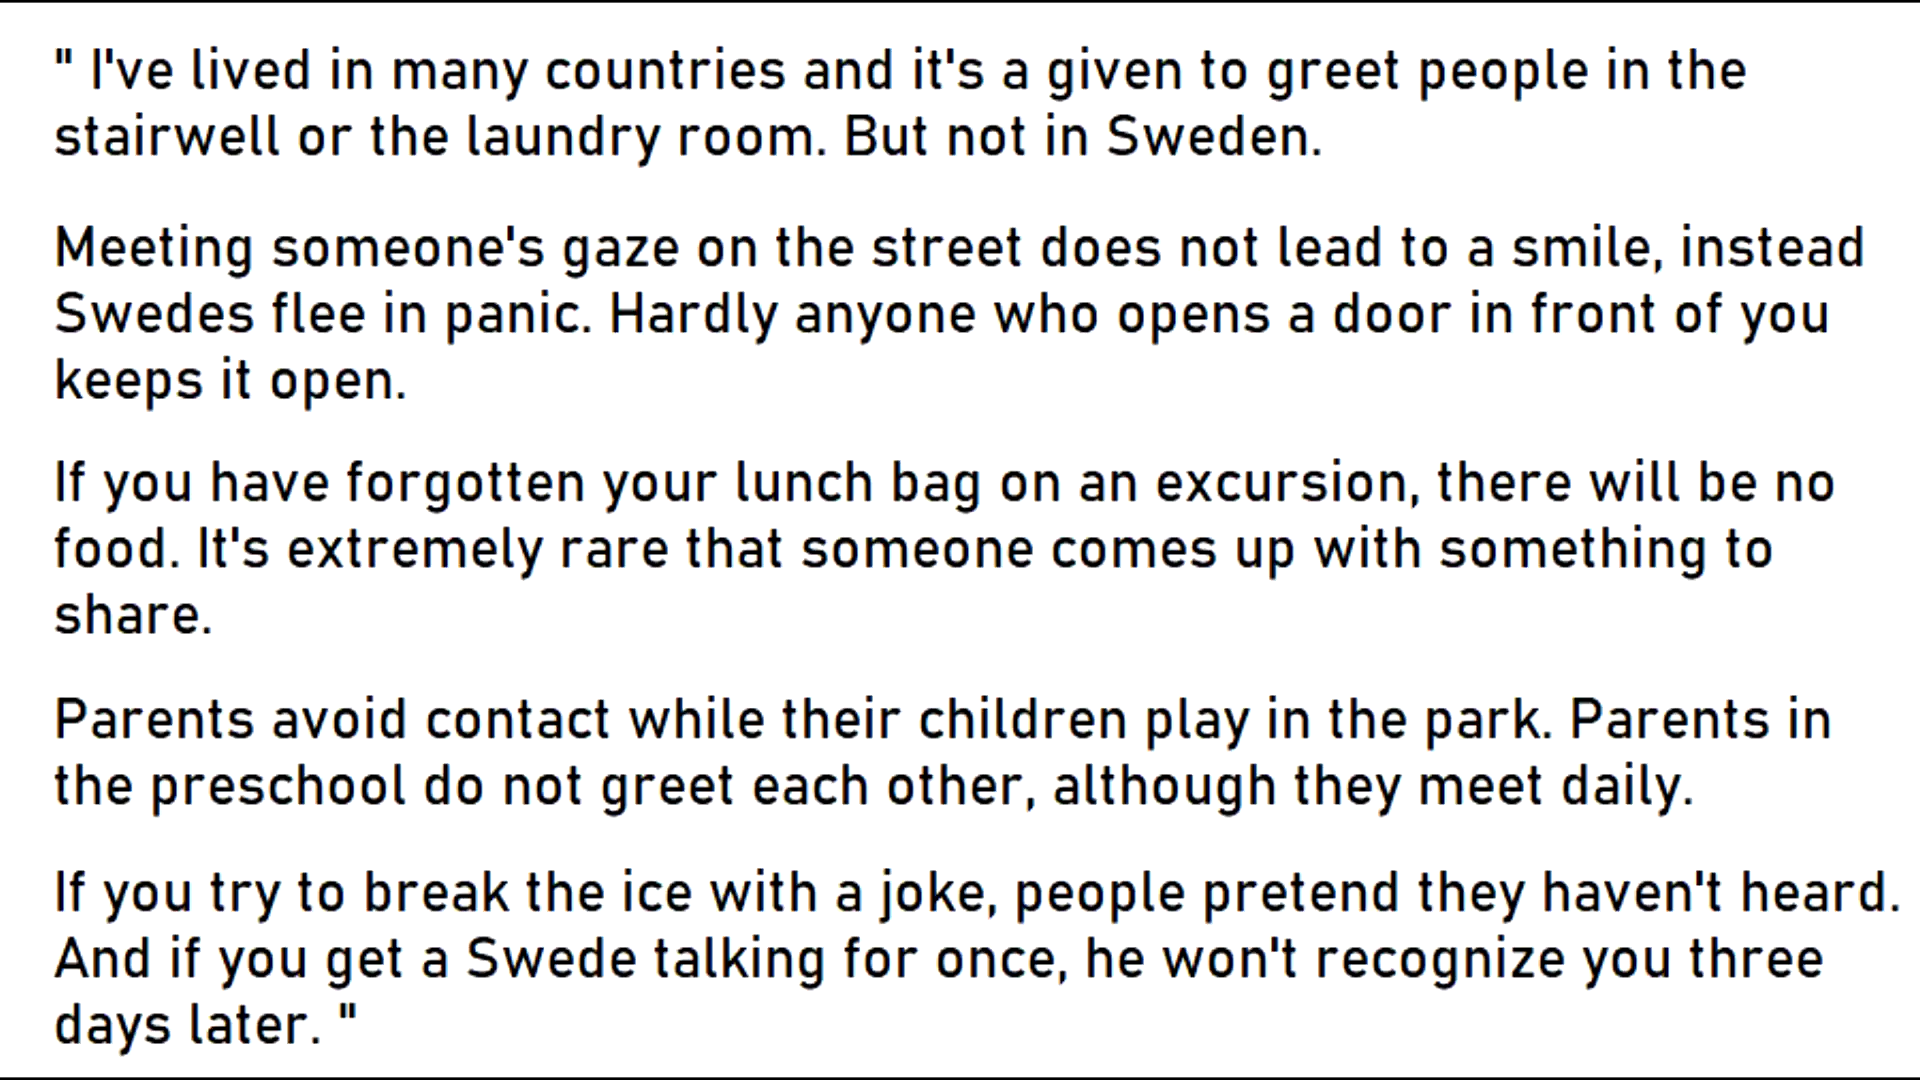 " I've lived in many countries and it's a given to greet people in the
stairwell or the laundry room. But not in Sweden.
Meeting someone's gaze on the street does not lead to a smile, instead
Swedes flee in panic. Hardly anyone who opens a door in front of you
keeps it open.
If you have forgotten your lunch bag on an excursion, there will be no
food. It's extremely rare that someone comes up with something to
share.
Parents avoid contact while their children play in the park. Parents in
the preschool do not greet each other, although they meet daily.
If you try to break the ice with a joke, people pretend they haven't heard.
And if you get a Swede talking for once, he won't recognize you three
days later. "